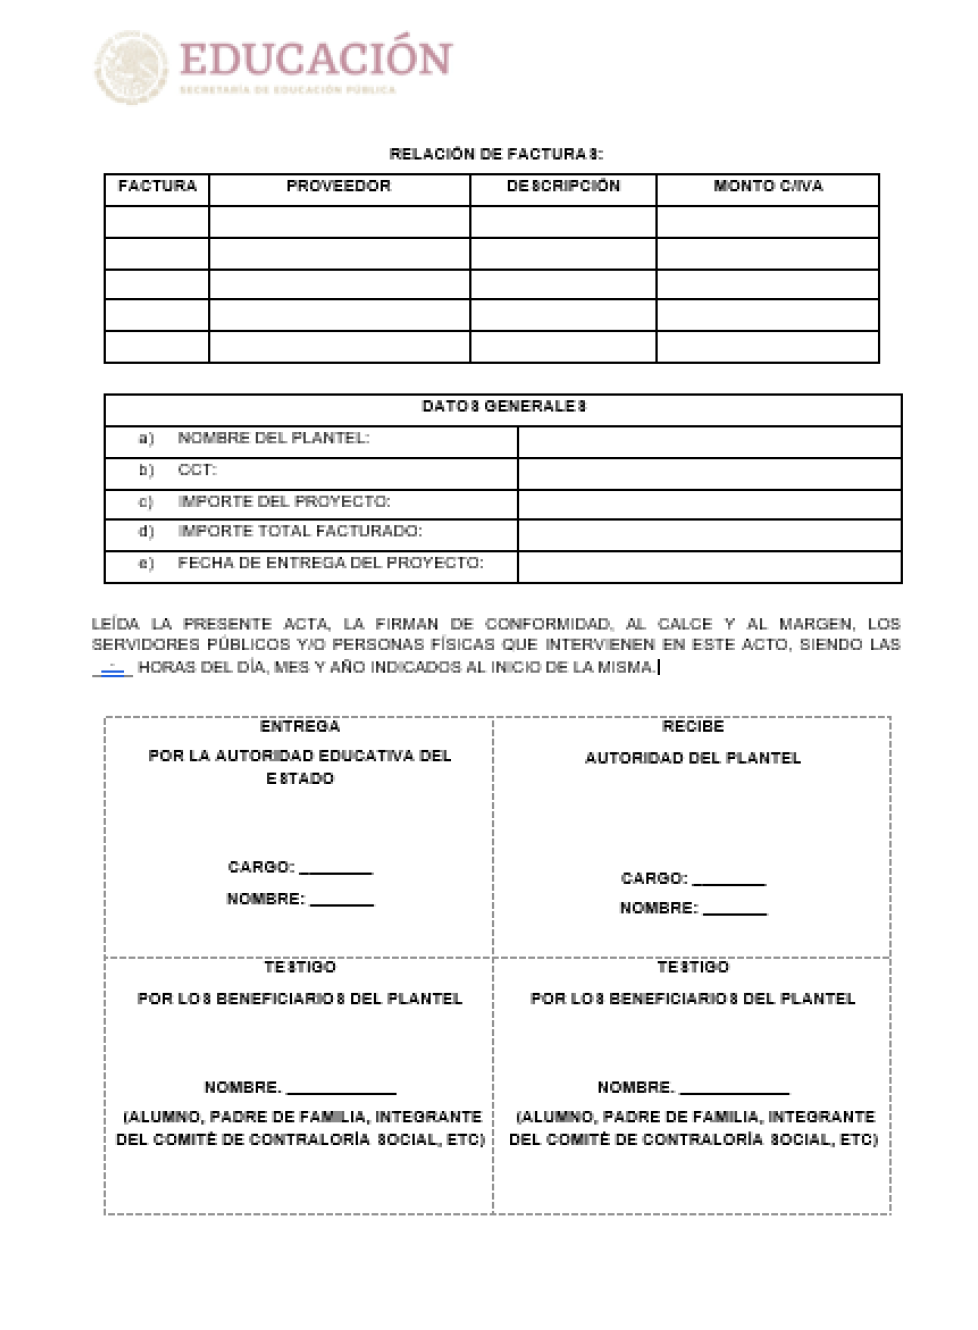 EDUCACIÓN
SECRETARÍA DE EDUCACIÓN PÚBLICA
RELACIÓN DE FACTURAS:
FACTURA PROVEEDOR DESCRIPCIÓN MONTO C/IVA
DATOS GENERALES
a) NOMBRE DEL PLANTEL:
b) CCT:
c) IMPORTE DEL PROYECTO:
d) IMPORTE TOTAL FACTURADO:
e) FECHA DE ENTREGA DEL PROYECTO:
LEÍDA LA PRESENTE ACTA, LA FIRMAN DE CONFORMIDAD, AL CALCE Y AL MARGEN, LOS
SERVIDORES PÚBLICOS Y/O PERSONAS FÍSICAS QUE INTERVIENEN EN ESTE ACTO, SIENDO LAS
_-_ HORAS DEL DÍA, MES Y AÑO INDICADOS AL INICIO DE LA MISMA.
ENTREGA
POR LA AUTORIDAD EDUCATIVA DEL
ESTADO
CARGO: ________
NOMBRE: _______
RECIBE
AUTORIDAD DEL PLANTEL
CARGO: ________
NOMBRE: _______
TESTIGO
POR LOS BENEFICIARIOS DEL PLANTEL
NOMBRE. ____________
(ALUMNO, PADRE DE FAMILIA, INTEGRANTE
DEL COMITÉ DE CONTRALORÍA SOCIAL, ETC)
TESTIGO
POR LOS BENEFICIARIOS DEL PLANTEL
NOMBRE. ____________
(ALUMNO, PADRE DE FAMILIA, INTEGRANTE
DEL COMITÉ DE CONTRALORÍA SOCIAL, ETC)